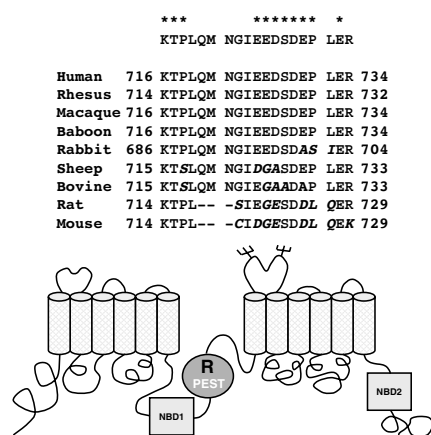 *** ******* *
KTPLQM NGIEEDSDEP LER
Human 716 KTPLQM NGIEEDSDEP LER 734
Rhesus 714 KTPLQM NGIEEDSDEP LER 732
Macaque 716 KTPLQM NGIEEDSDEP LER 734
Baboon 716 KTPLQM NGIEEDSDEP LER 734
Rabbit 686 KTPLQM NGIEEDSDAS IER 704
Sheep 715 KTSLQM NGIDGASDEP LER 733
Bovine 715 KTSLQM NGIEGAADAP LER 733
Rat 714 KTPL-- -SIEGESDDL QER 729
Mouse 714 KTPL-- -CIDGESDDL QEK 729
R
PEST
NBD1
NBD2